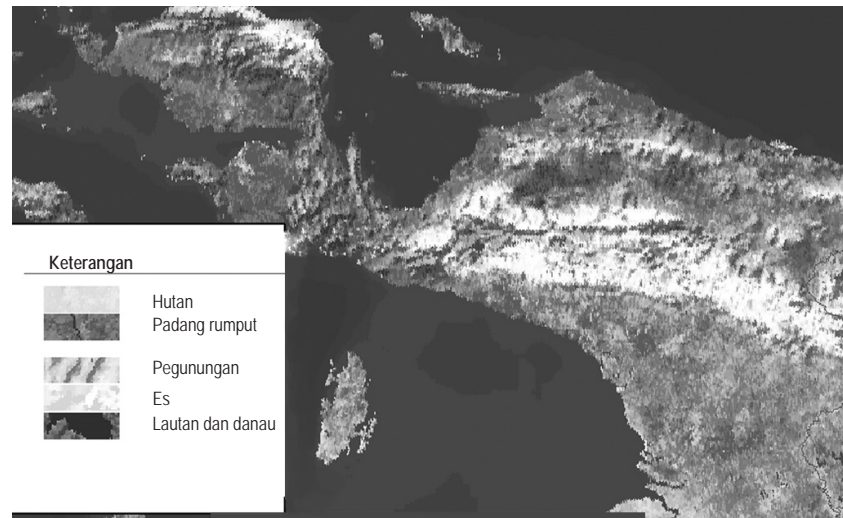 Keterangan
Hutan
Padang rumput
Pegunungan
Es
Lautan dan danau